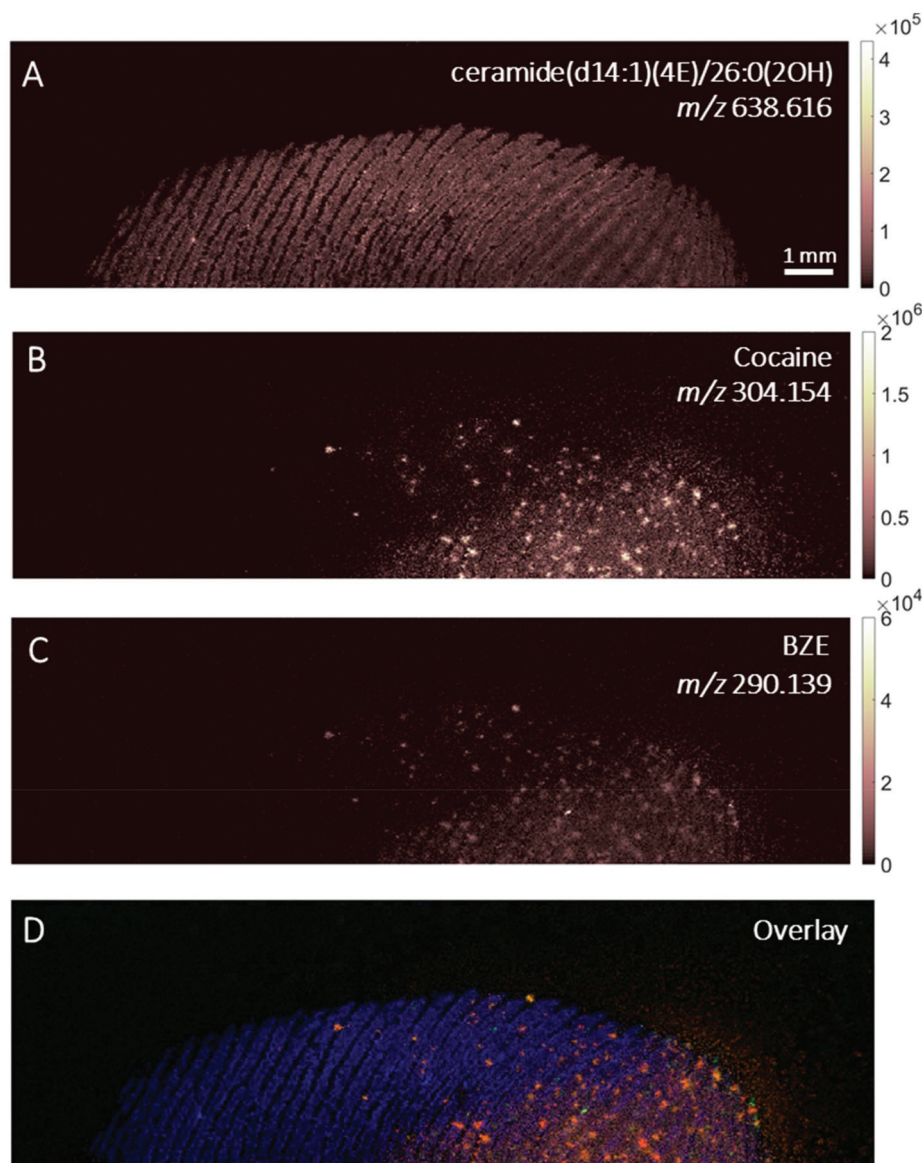 ×10⁵
A
ceramide(d14:1)(4E)/26:0(2OH)
m/z 638.616
4
3
2
1
0
1 mm
×10⁶
B
Cocaine
m/z 304.154
2
1.5
1
0.5
0
×10⁴
C
BZE
m/z 290.139
6
4
2
0
D
Overlay